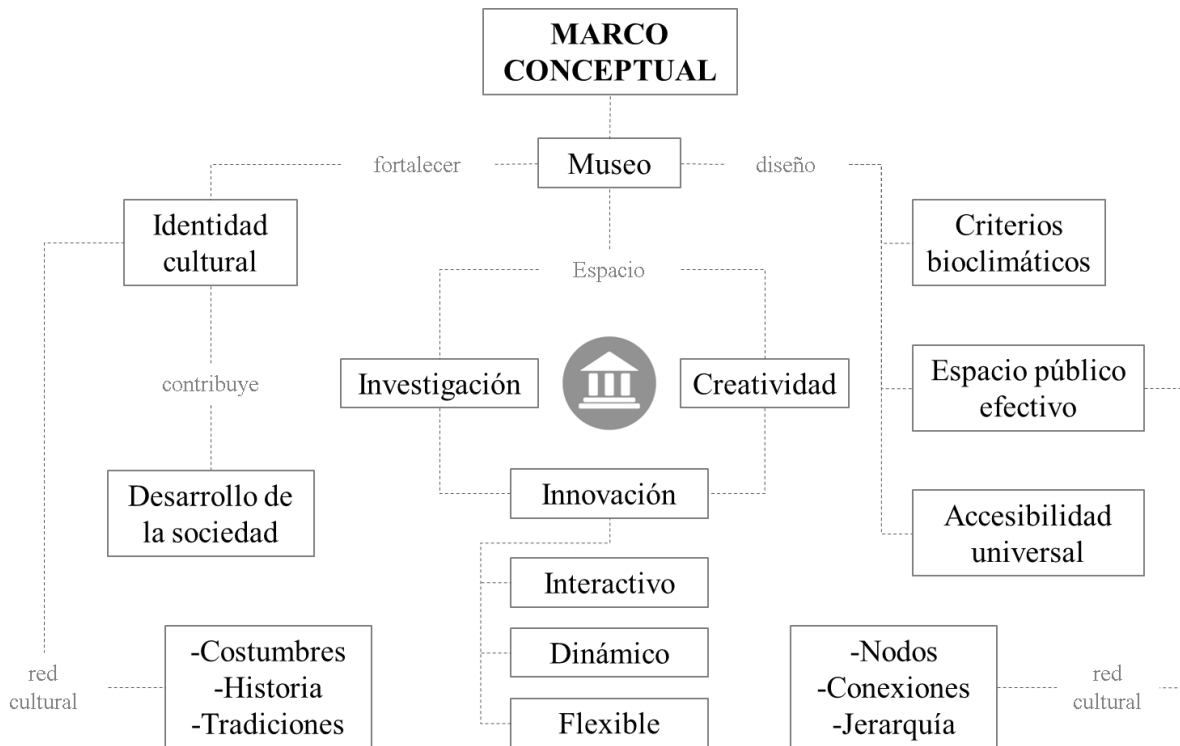 MARCO
CONCEPTUAL
fortalecer
Museo
diseño
Identidad
cultural
Espacio
Criterios
bioclimáticos
contribuye
Investigación
Creatividad
Espacio público
efectivo
Desarrollo de
la sociedad
Innovación
Accesibilidad
universal
Interactivo
Dinámico
Flexible
red
cultural
-Costumbres
-Historia
-Tradiciones
-Nodos
-Conexiones
-Jerarquía
red
cultural